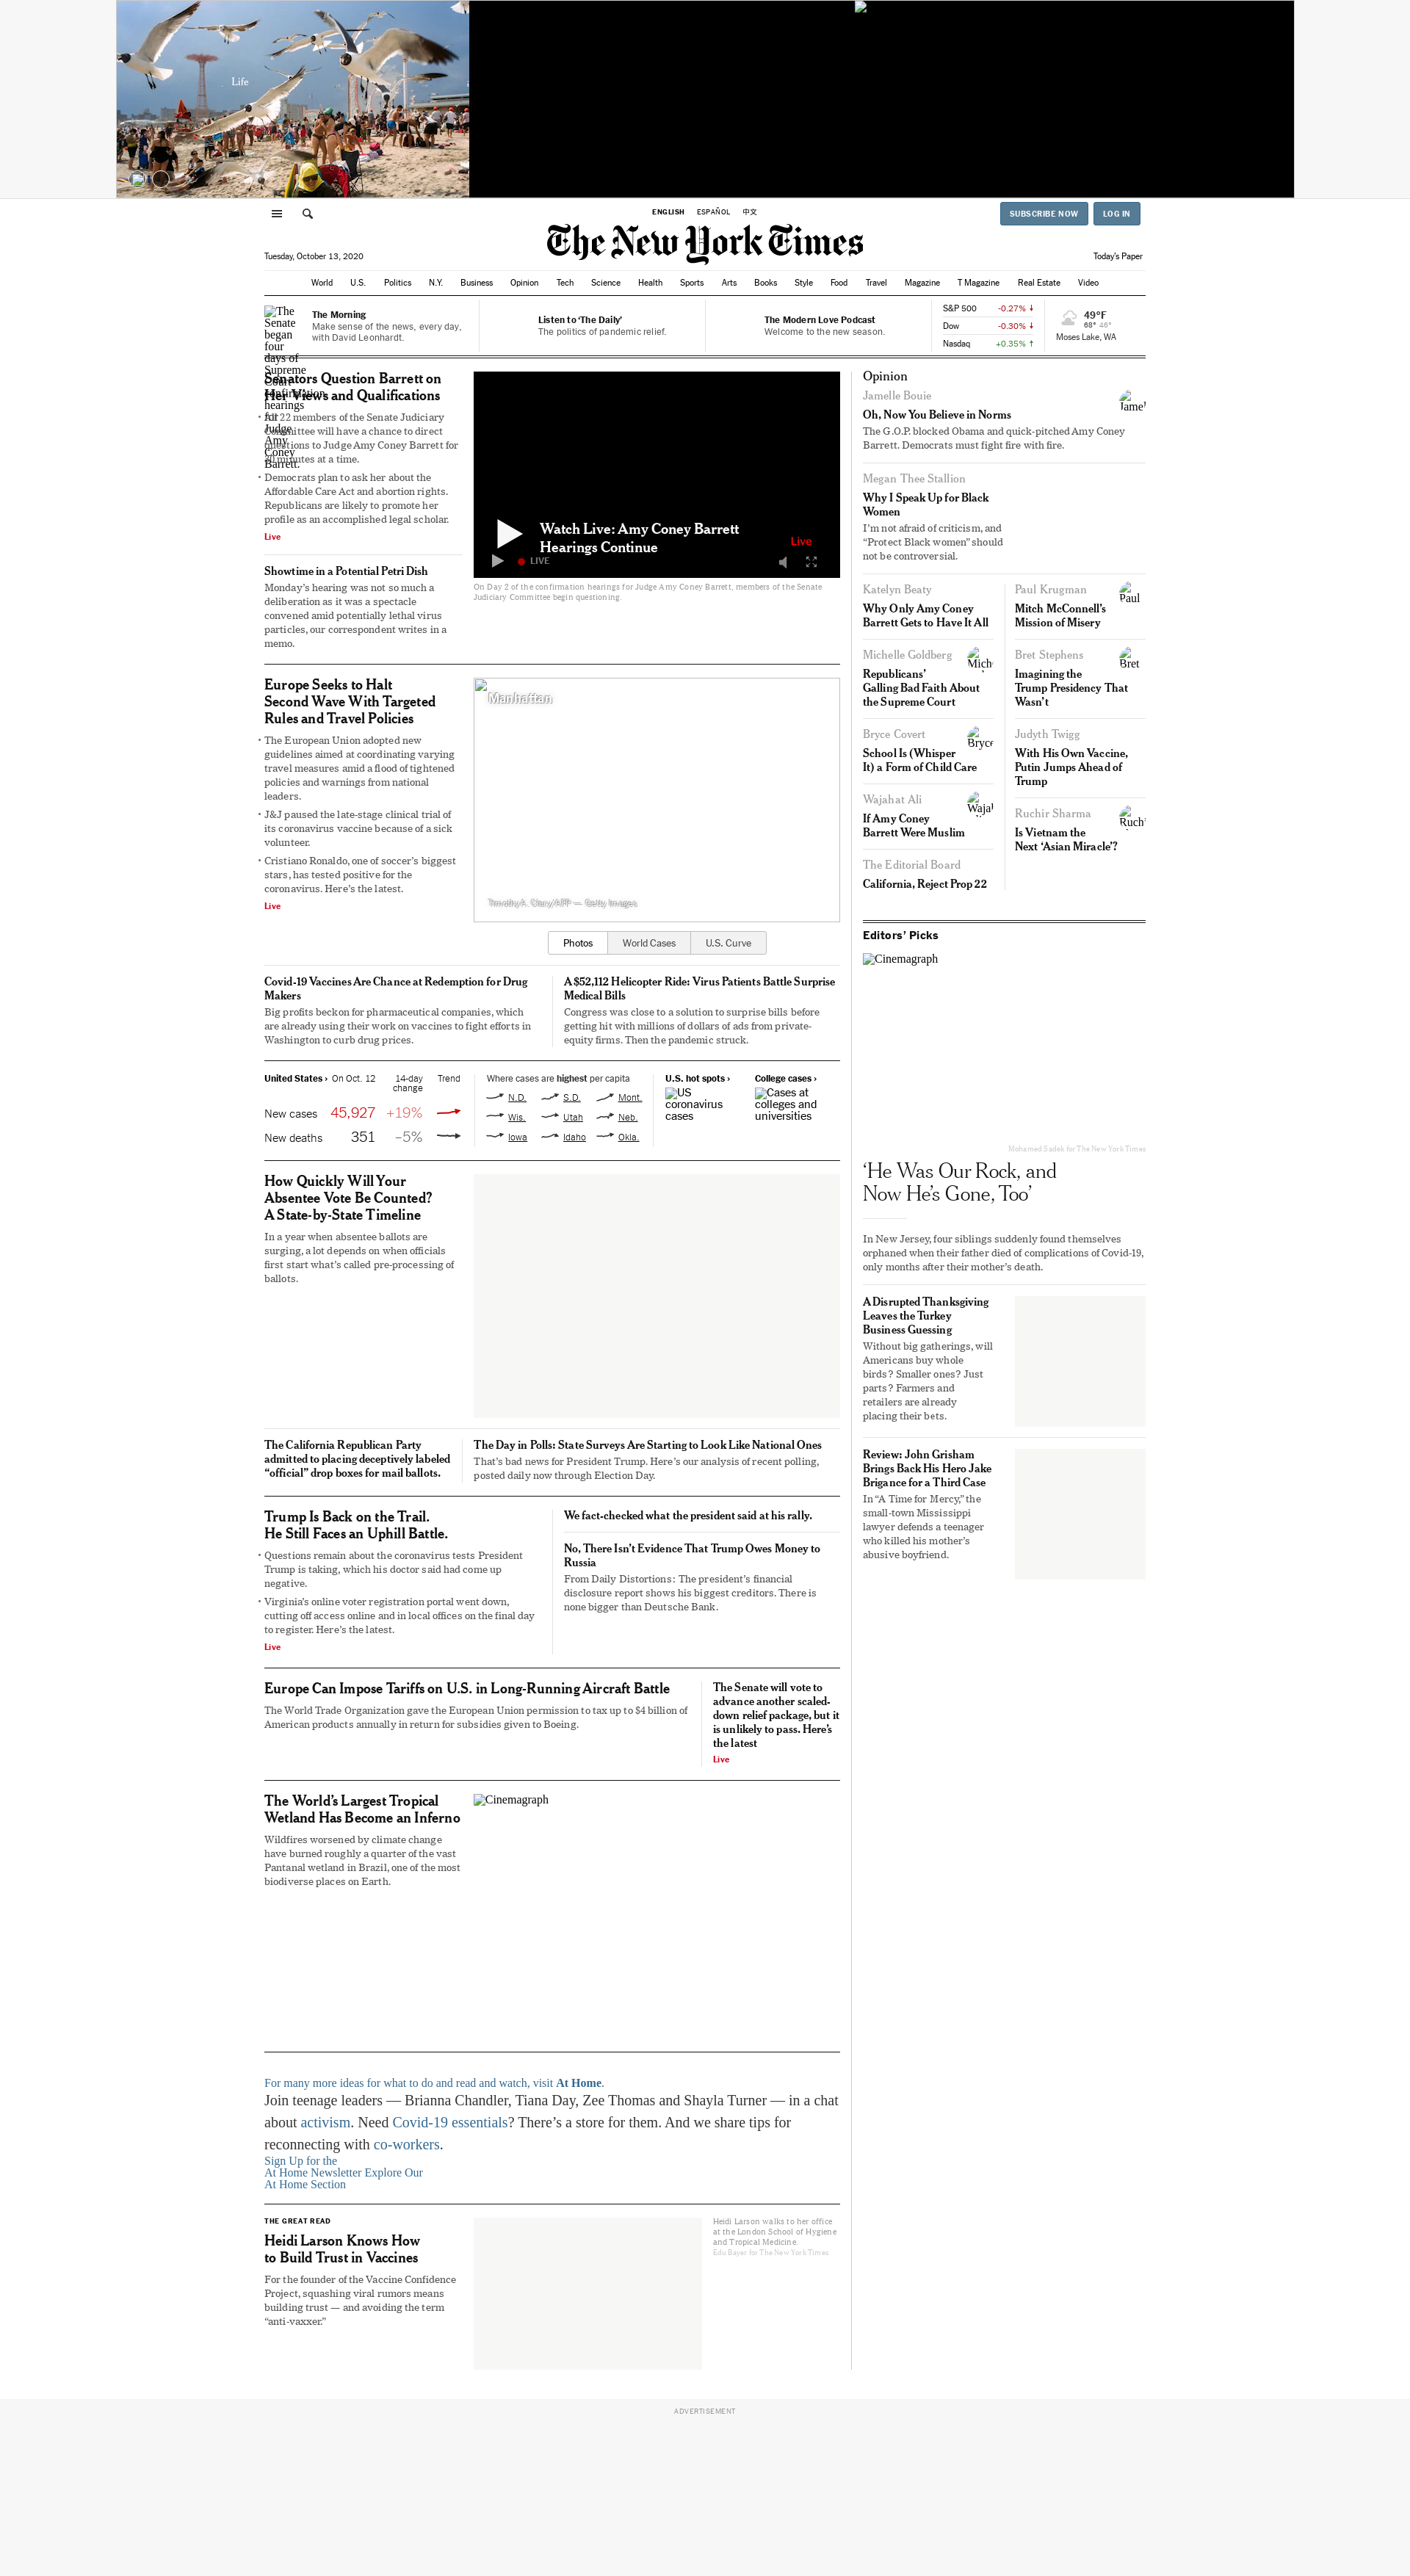 Life
ENGLISH ESPAÑOL 中文
SUBSCRIBE NOW LOG IN
The New York Times
Tuesday, October 13, 2020
Today's Paper
World U.S. Politics N.Y. Business Opinion Tech Science Health Sports Arts Books Style Food Travel Magazine T Magazine Real Estate Video
The
Senate
began
four
days of
Supreme
Court
confirmation
hearings
for
Judge
Amy
Coney
Barrett.
The Morning
Make sense of the news, every day,
with David Leonhardt.
Listen to ‘The Daily’
The politics of pandemic relief.
The Modern Love Podcast
Welcome to the new season.
S&P 500 -0.27%
Dow -0.30%
Nasdaq +0.35%
49°F
68° 46°
Moses Lake, WA
Senators Question Barrett on
Her Views and Qualifications
All 22 members of the Senate Judiciary
Committee will have a chance to direct
questions to Judge Amy Coney Barrett for
30 minutes at a time.
Democrats plan to ask her about the
Affordable Care Act and abortion rights.
Republicans are likely to promote her
profile as an accomplished legal scholar.
Live
Showtime in a Potential Petri Dish
Monday’s hearing was not so much a
deliberation as it was a spectacle
convened amid potentially lethal virus
particles, our correspondent writes in a
memo.
Watch Live: Amy Coney Barrett
Hearings Continue
Live
LIVE
On Day 2 of the confirmation hearings for Judge Amy Coney Barrett, members of the Senate
Judiciary Committee begin questioning.
Europe Seeks to Halt
Second Wave With Targeted
Rules and Travel Policies
The European Union adopted new
guidelines aimed at coordinating varying
travel measures amid a flood of tightened
policies and warnings from national
leaders.
J&J paused the late-stage clinical trial of
its coronavirus vaccine because of a sick
volunteer.
Cristiano Ronaldo, one of soccer’s biggest
stars, has tested positive for the
coronavirus. Here’s the latest.
Live
Manhattan
Timothy A. Clary/AFP — Getty Images
Photos World Cases U.S. Curve
Covid-19 Vaccines Are Chance at Redemption for Drug
Makers
Big profits beckon for pharmaceutical companies, which
are already using their work on vaccines to fight efforts in
Washington to curb drug prices.
A $52,112 Helicopter Ride: Virus Patients Battle Surprise
Medical Bills
Congress was close to a solution to surprise bills before
getting hit with millions of dollars of ads from private-
equity firms. Then the pandemic struck.
United States › On Oct. 12 14-day
change Trend
New cases 45,927 +19%
New deaths 351 –5%
Where cases are highest per capita
N.D. S.D. Mont.
Wis. Utah Neb.
Iowa Idaho Okla.
U.S. hot spots ›
US
coronavirus
cases
College cases ›
Cases at
colleges and
universities
How Quickly Will Your
Absentee Vote Be Counted?
A State-by-State Timeline
In a year when absentee ballots are
surging, a lot depends on when officials
first start what’s called pre-processing of
ballots.
The California Republican Party
admitted to placing deceptively labeled
“official” drop boxes for mail ballots.
The Day in Polls: State Surveys Are Starting to Look Like National Ones
That’s bad news for President Trump. Here’s our analysis of recent polling,
posted daily now through Election Day.
Trump Is Back on the Trail.
He Still Faces an Uphill Battle.
Questions remain about the coronavirus tests President
Trump is taking, which his doctor said had come up
negative.
Virginia’s online voter registration portal went down,
cutting off access online and in local offices on the final day
to register. Here’s the latest.
Live
We fact-checked what the president said at his rally.
No, There Isn’t Evidence That Trump Owes Money to
Russia
From Daily Distortions: The president’s financial
disclosure report shows his biggest creditors. There is
none bigger than Deutsche Bank.
Europe Can Impose Tariffs on U.S. in Long-Running Aircraft Battle
The World Trade Organization gave the European Union permission to tax up to $4 billion of
American products annually in return for subsidies given to Boeing.
The Senate will vote to
advance another scaled-
down relief package, but it
is unlikely to pass. Here’s
the latest
Live
The World’s Largest Tropical
Wetland Has Become an Inferno
Wildfires worsened by climate change
have burned roughly a quarter of the vast
Pantanal wetland in Brazil, one of the most
biodiverse places on Earth.
Cinemagraph
For many more ideas for what to do and read and watch, visit At Home.
Join teenage leaders — Brianna Chandler, Tiana Day, Zee Thomas and Shayla Turner — in a chat
about activism. Need Covid-19 essentials? There’s a store for them. And we share tips for
reconnecting with co-workers.
Sign Up for the
At Home Newsletter Explore Our
At Home Section
THE GREAT READ
Heidi Larson Knows How
to Build Trust in Vaccines
For the founder of the Vaccine Confidence
Project, squashing viral rumors means
building trust — and avoiding the term
“anti-vaxxer.”
Heidi Larson walks to her office
at the London School of Hygiene
and Tropical Medicine.
Edu Bayer for The New York Times
Opinion
Jamelle Bouie
Oh, Now You Believe in Norms
The G.O.P. blocked Obama and quick-pitched Amy Coney
Barrett. Democrats must fight fire with fire.
Megan Thee Stallion
Why I Speak Up for Black
Women
I’m not afraid of criticism, and
“Protect Black women” should
not be controversial.
Katelyn Beaty
Why Only Amy Coney
Barrett Gets to Have It All
Michelle Goldberg
Republicans’
Galling Bad Faith About
the Supreme Court
Bryce Covert
Bryce
School Is (Whisper
It) a Form of Child Care
Wajahat Ali
If Amy Coney
Barrett Were Muslim
The Editorial Board
California, Reject Prop 22
Paul Krugman
Paul
Mitch McConnell’s
Mission of Misery
Bret Stephens
Bret
Imagining the
Trump Presidency That
Wasn’t
Judyth Twigg
With His Own Vaccine,
Putin Jumps Ahead of
Trump
Ruchir Sharma
Is Vietnam the
Next ‘Asian Miracle’?
Editors’ Picks
Cinemagraph
Mohamed Sadek for The New York Times
‘He Was Our Rock, and
Now He’s Gone, Too’
In New Jersey, four siblings suddenly found themselves
orphaned when their father died of complications of Covid-19,
only months after their mother’s death.
A Disrupted Thanksgiving
Leaves the Turkey
Business Guessing
Without big gatherings, will
Americans buy whole
birds? Smaller ones? Just
parts? Farmers and
retailers are already
placing their bets.
Review: John Grisham
Brings Back His Hero Jake
Brigance for a Third Case
In “A Time for Mercy,” the
small-town Mississippi
lawyer defends a teenager
who killed his mother’s
abusive boyfriend.
ADVERTISEMENT